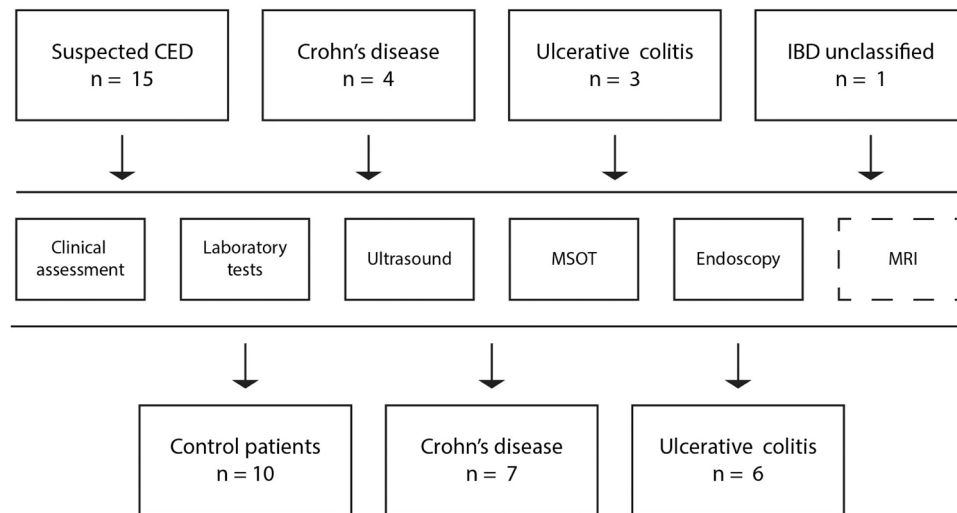 Suspected CED
n = 15
Crohn's disease
n = 4
Ulcerative colitis
n = 3
IBD unclassified
n = 1
Clinical
assessment
Laboratory
tests
Ultrasound
MSOT
Endoscopy
MRI
Control patients
n = 10
Crohn's disease
n = 7
Ulcerative colitis
n = 6